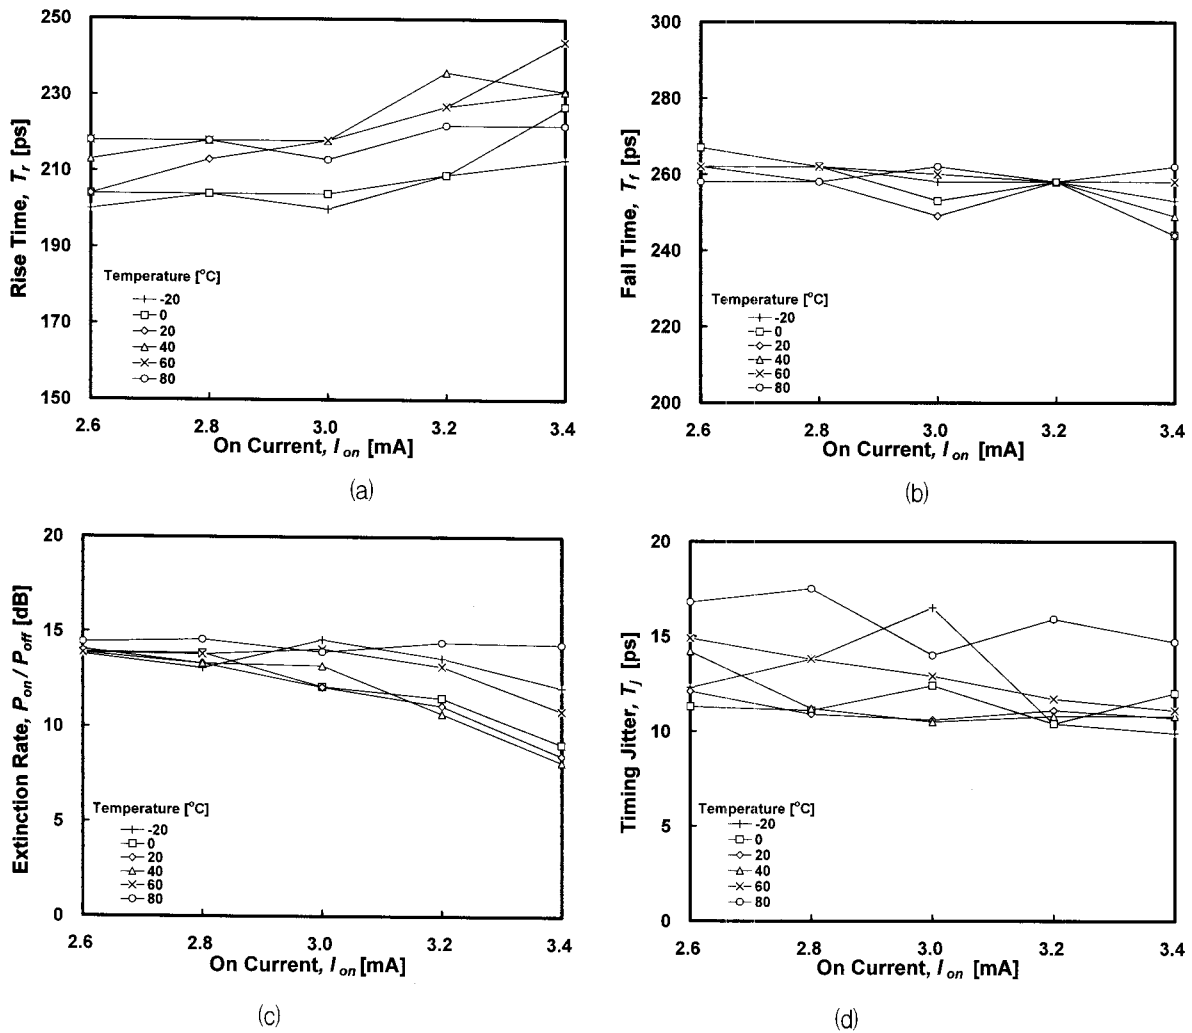 250
230
210
190
170
150
Rise Time, Tr [ps]
Temperature [°C]
-20
0
20
40
60
80
2.6 2.8 3.0 3.2 3.4
On Current, I on [mA]
(a)
300
280
260
240
220
200
Fall Time, Tf [ps]
Temperature [°C]
-20
0
20
40
60
80
2.6 2.8 3.0 3.2 3.4
On Current, I on [mA]
(b)
20
15
10
5
0
Extinction Rate, Pon / Poff [dB]
Temperature [°C]
-20
0
20
40
60
80
2.6 2.8 3.0 3.2 3.4
On Current, I on [mA]
(c)
20
15
10
5
0
Timing Jitter, Tj [ps]
Temperature [°C]
-20
0
20
40
60
80
2.6 2.8 3.0 3.2 3.4
On Current, I on [mA]
(d)